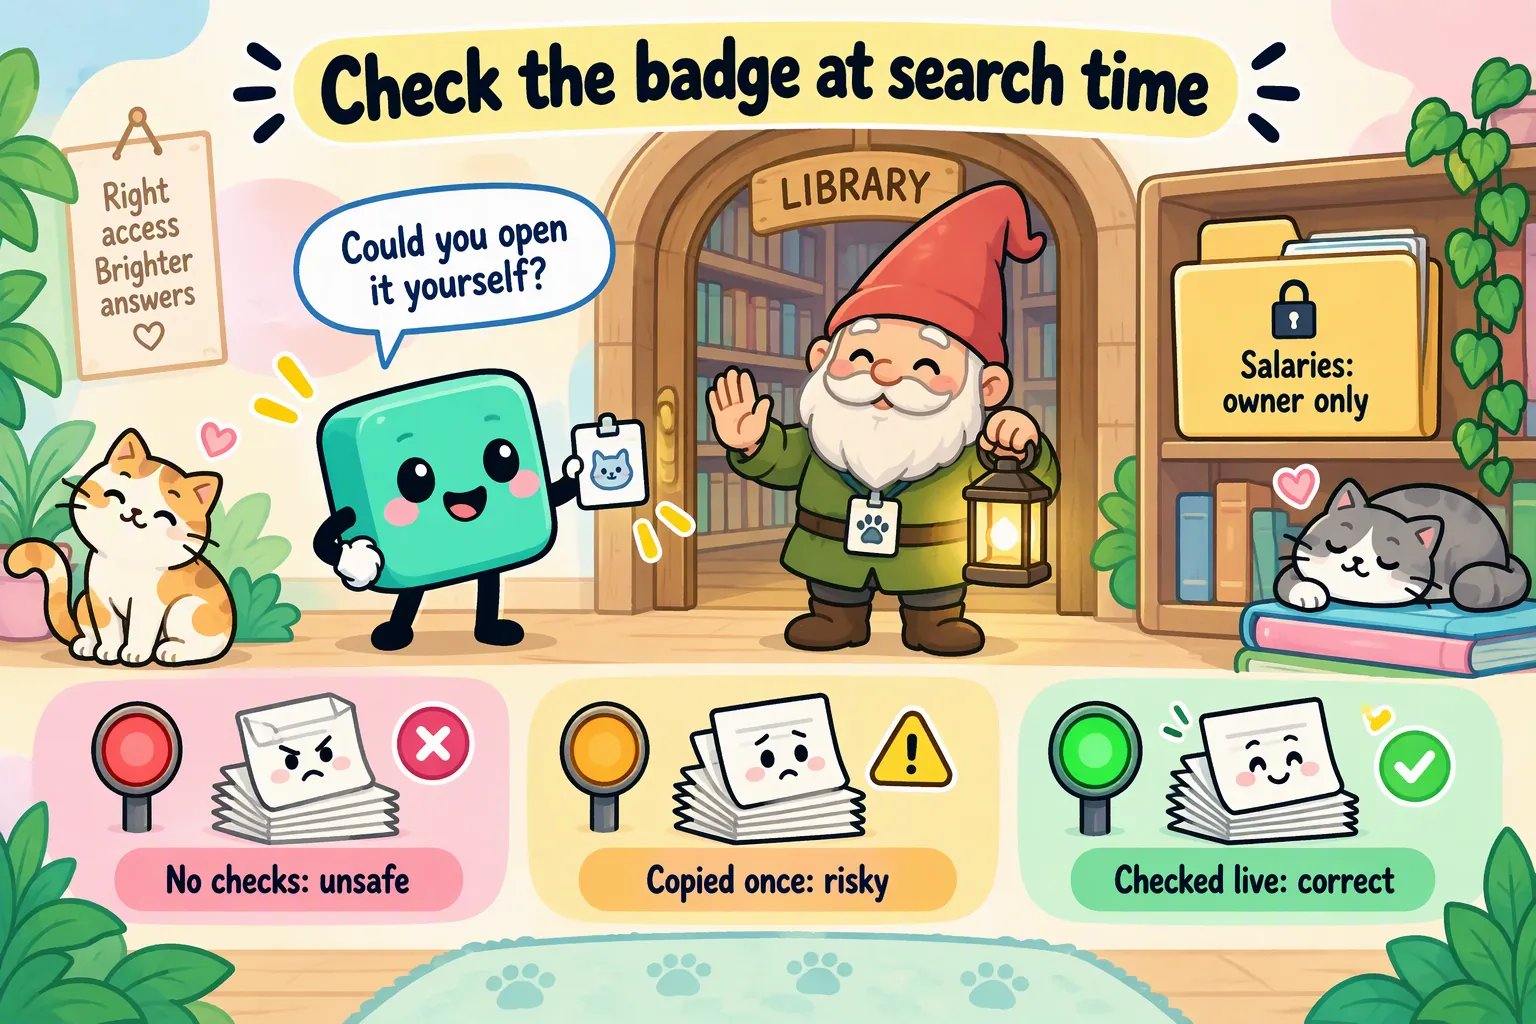 Check the badge at search time
Right
access
Brighter
answers
Could you open
it yourself?
LIBRARY
Salaries:
owner only
No checks: unsafe
Copied once: risky
Checked live: correct